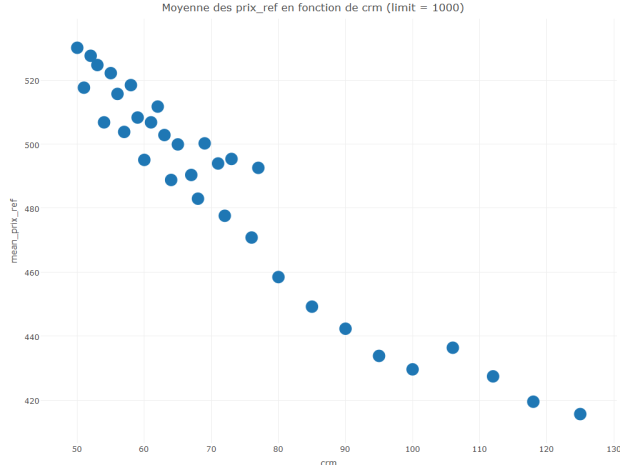 Moyenne des prix_ref en fonction de crm (limit = 1000)
mean_prix_ref
520
500
480
460
440
420
50 60 70 80 90 100 110 120 130
crm